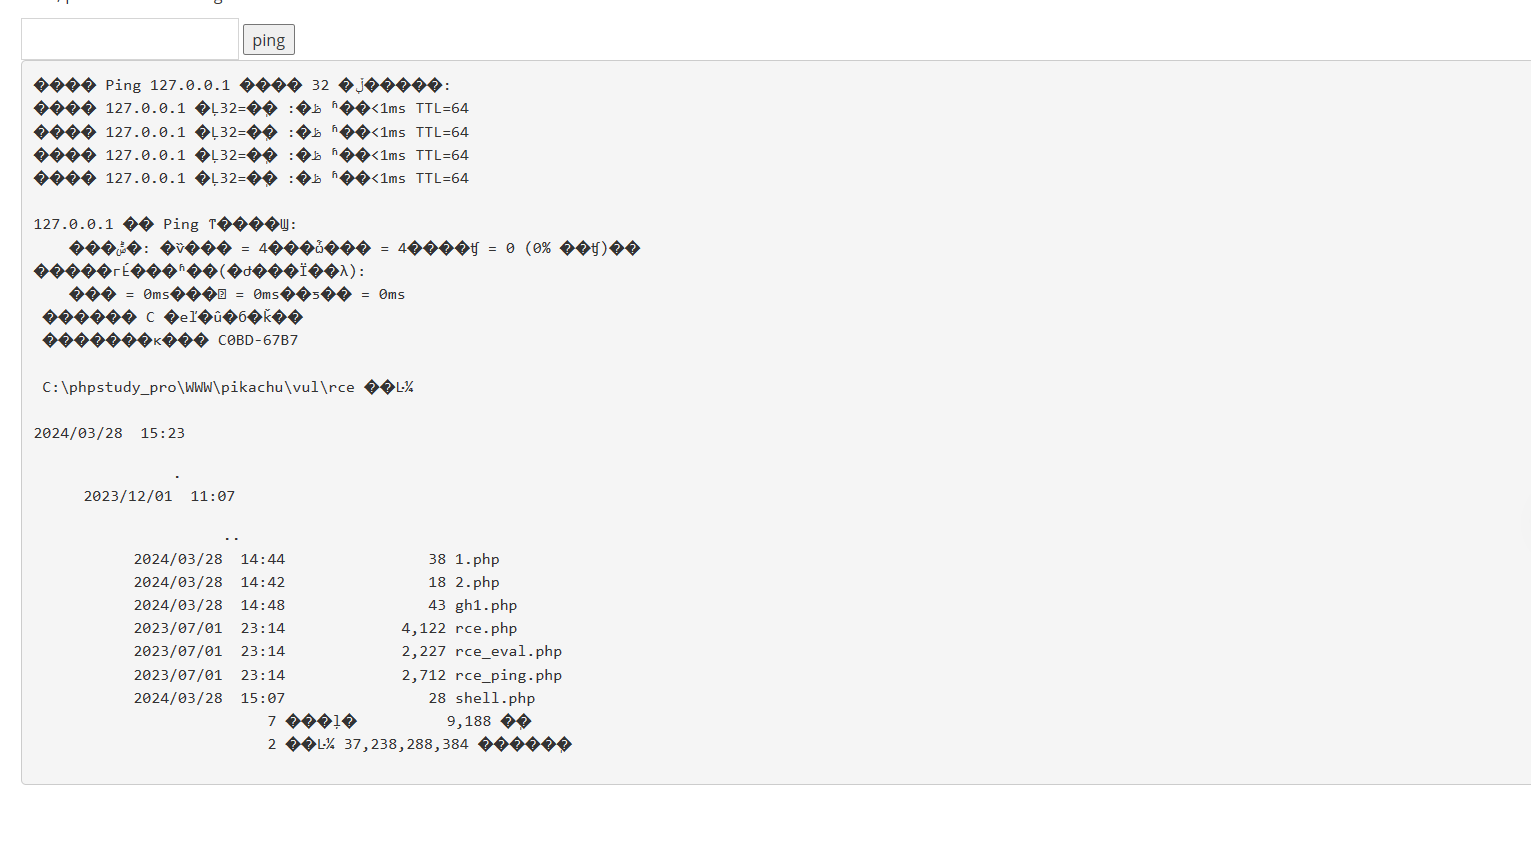 ping
���� Ping 127.0.0.1 ���� 32 �ֽڵ�����:
���� 127.0.0.1 �Ļظ�: �ֽ�=32 ʱ��<1ms TTL=64
���� 127.0.0.1 �Ļظ�: �ֽ�=32 ʱ��<1ms TTL=64
���� 127.0.0.1 �Ļظ�: �ֽ�=32 ʱ��<1ms TTL=64
���� 127.0.0.1 �Ļظ�: �ֽ�=32 ʱ��<1ms TTL=64
127.0.0.1 �� Ping ͳ����Ϣ:
���ݰ�: �ѷ��� = 4���ѽ��� = 4����ʧ = 0 (0% ��ʧ)��
�����г̵Ĺ���ʱ��(�Ժ���Ϊ��λ):
��� = 0ms��� = 0ms��ƽ�� = 0ms
������ C �еľ�û�б�ǩ��
�������к��� C0BD-67B7
C:\phpstudy_pro\WWW\pikachu\vul\rce ��Ŀ¼
2024/03/28 15:23
.
2023/12/01 11:07
..
2024/03/28 14:44 38 1.php
2024/03/28 14:42 18 2.php
2024/03/28 14:48 43 gh1.php
2023/07/01 23:14 4,122 rce.php
2023/07/01 23:14 2,227 rce_eval.php
2023/07/01 23:14 2,712 rce_ping.php
2024/03/28 15:07 28 shell.php
7 ���ļ� 9,188 �ֽ�
2 ��Ŀ¼ 37,238,288,384 �����ֽ�